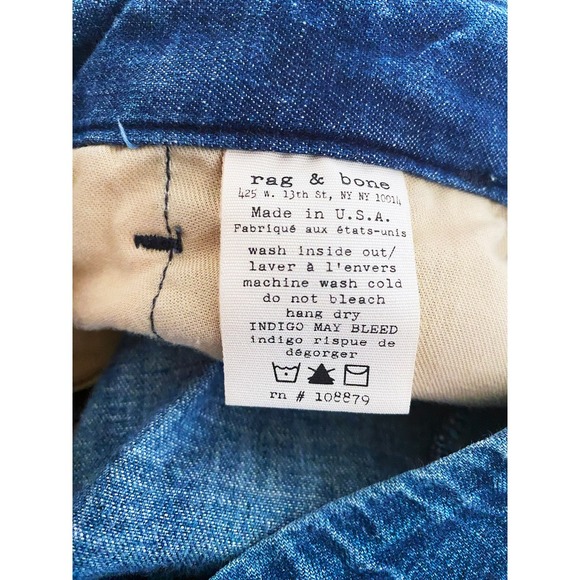 rag & bone
425 W. 13th St, NY NY 10014
Made in U.S.A.
Fabriqué aux états-unis
wash inside out/
laver à l'envers
machine wash cold
do not bleach
hang dry
INDIGO MAY BLEED
indigo rispue de
dégorger
rn # 108879